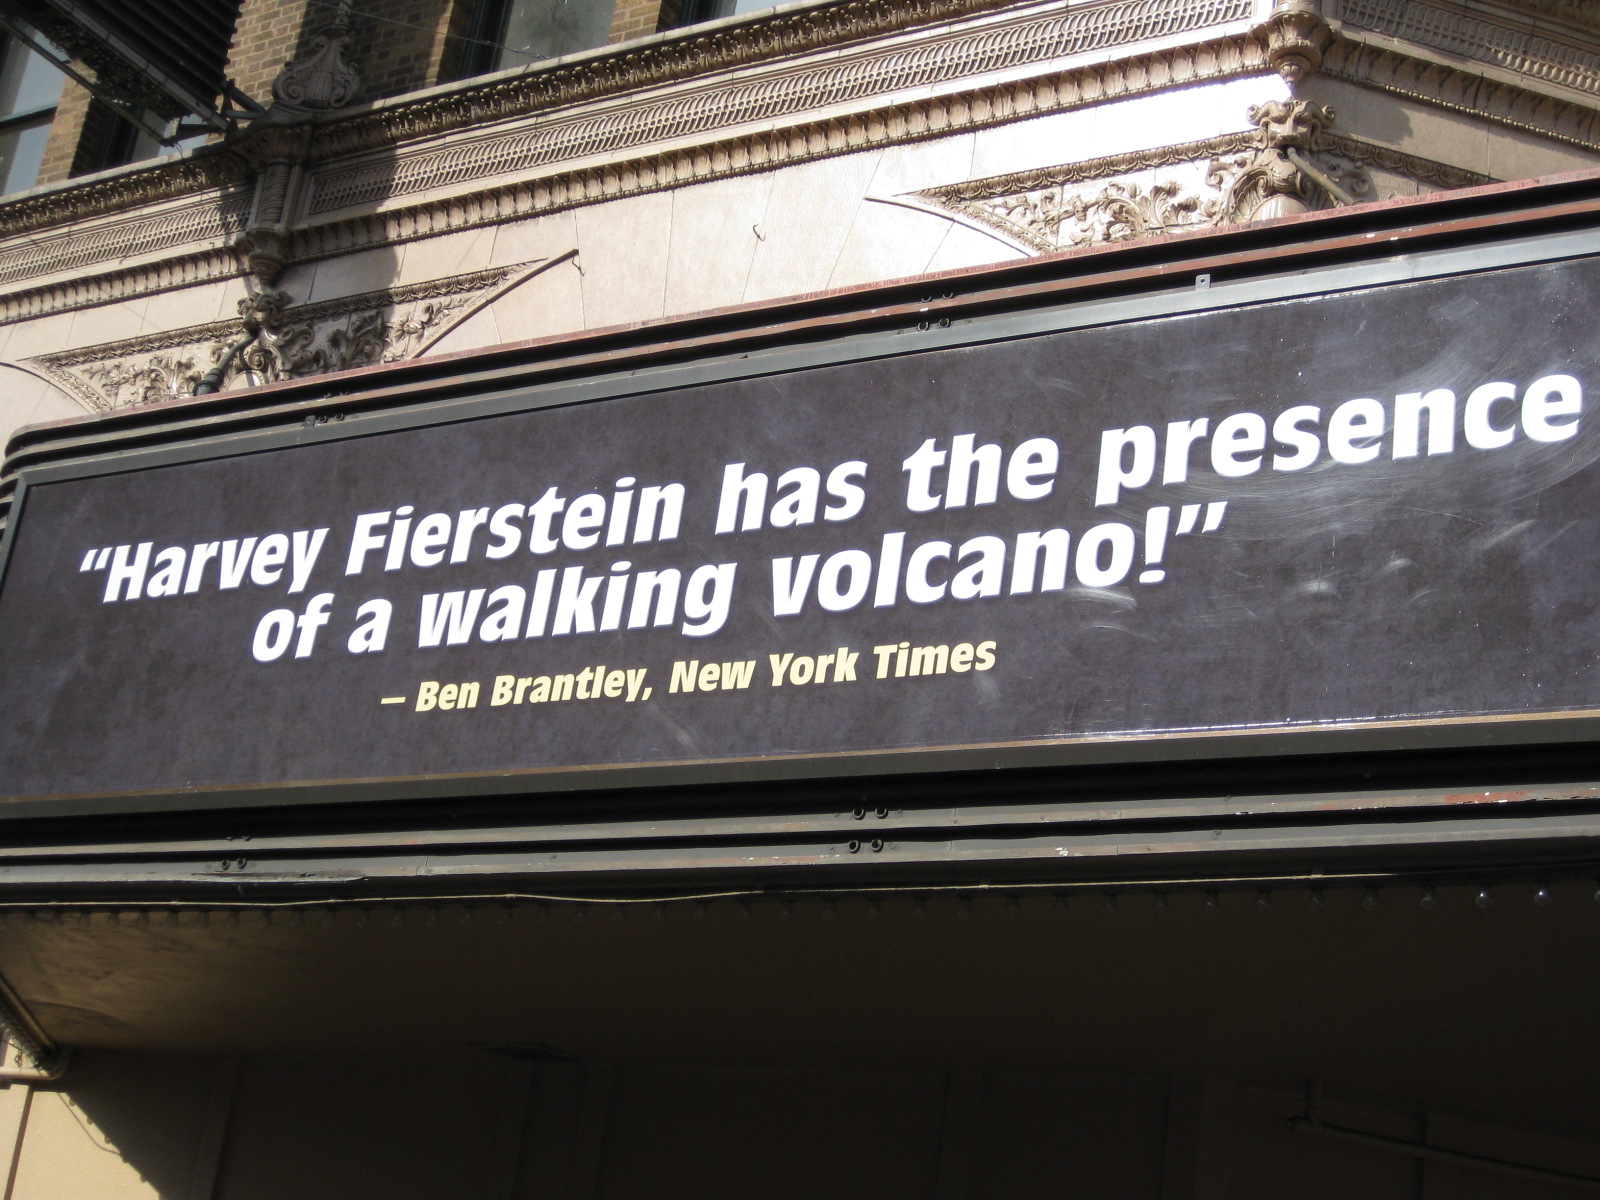 “Harvey Fierstein has the presence
of a walking volcano!”
– Ben Brantley, New York Times